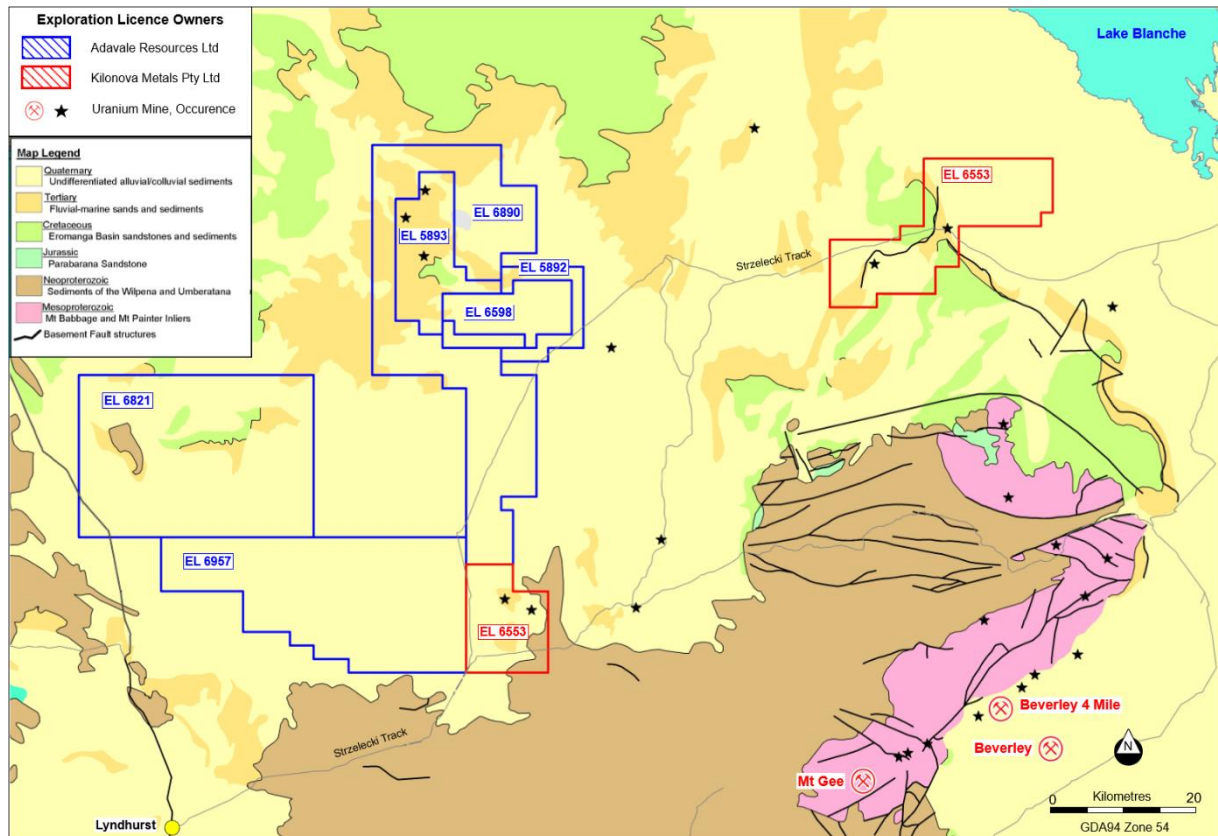 Exploration Licence Owners
Adavale Resources Ltd
Kilonova Metals Pty Ltd
Uranium Mine, Occurence
Map Legend
Quaternary
Undifferentiated alluvial/colluvial sediments
Tertiary
Fluvial-marine sands and sediments
Cretaceous
Eromanga Basin sandstones and sediments
Jurassic
Parabarana Sandstone
Neoproterozoic
Sediments of the Wilpena and Umberatana
Mesoproterozoic
Mt Babbage and Mt Painter Inliers
Basement Fault structures
Lake Blanche
EL 6553
EL 6890
EL 5893
EL 5892
Strzelecki Track
EL 6598
EL 6821
EL 6957
EL 6553
Beverley 4 Mile
Beverley
Strzelecki Track
Mt Gee
N
Kilometres
0 20
GDA94 Zone 54
Lyndhurst